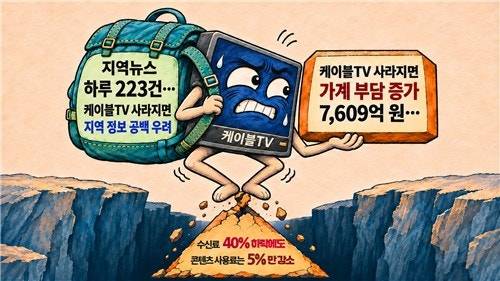 지역뉴스
하루 223건…
케이블TV 사라지면
지역 정보 공백 우려
케이블TV
케이블TV 사라지면
가계 부담 증가
7,609억 원…
수신료 40% 하락에도
콘텐츠 사용료는 5%만 감소